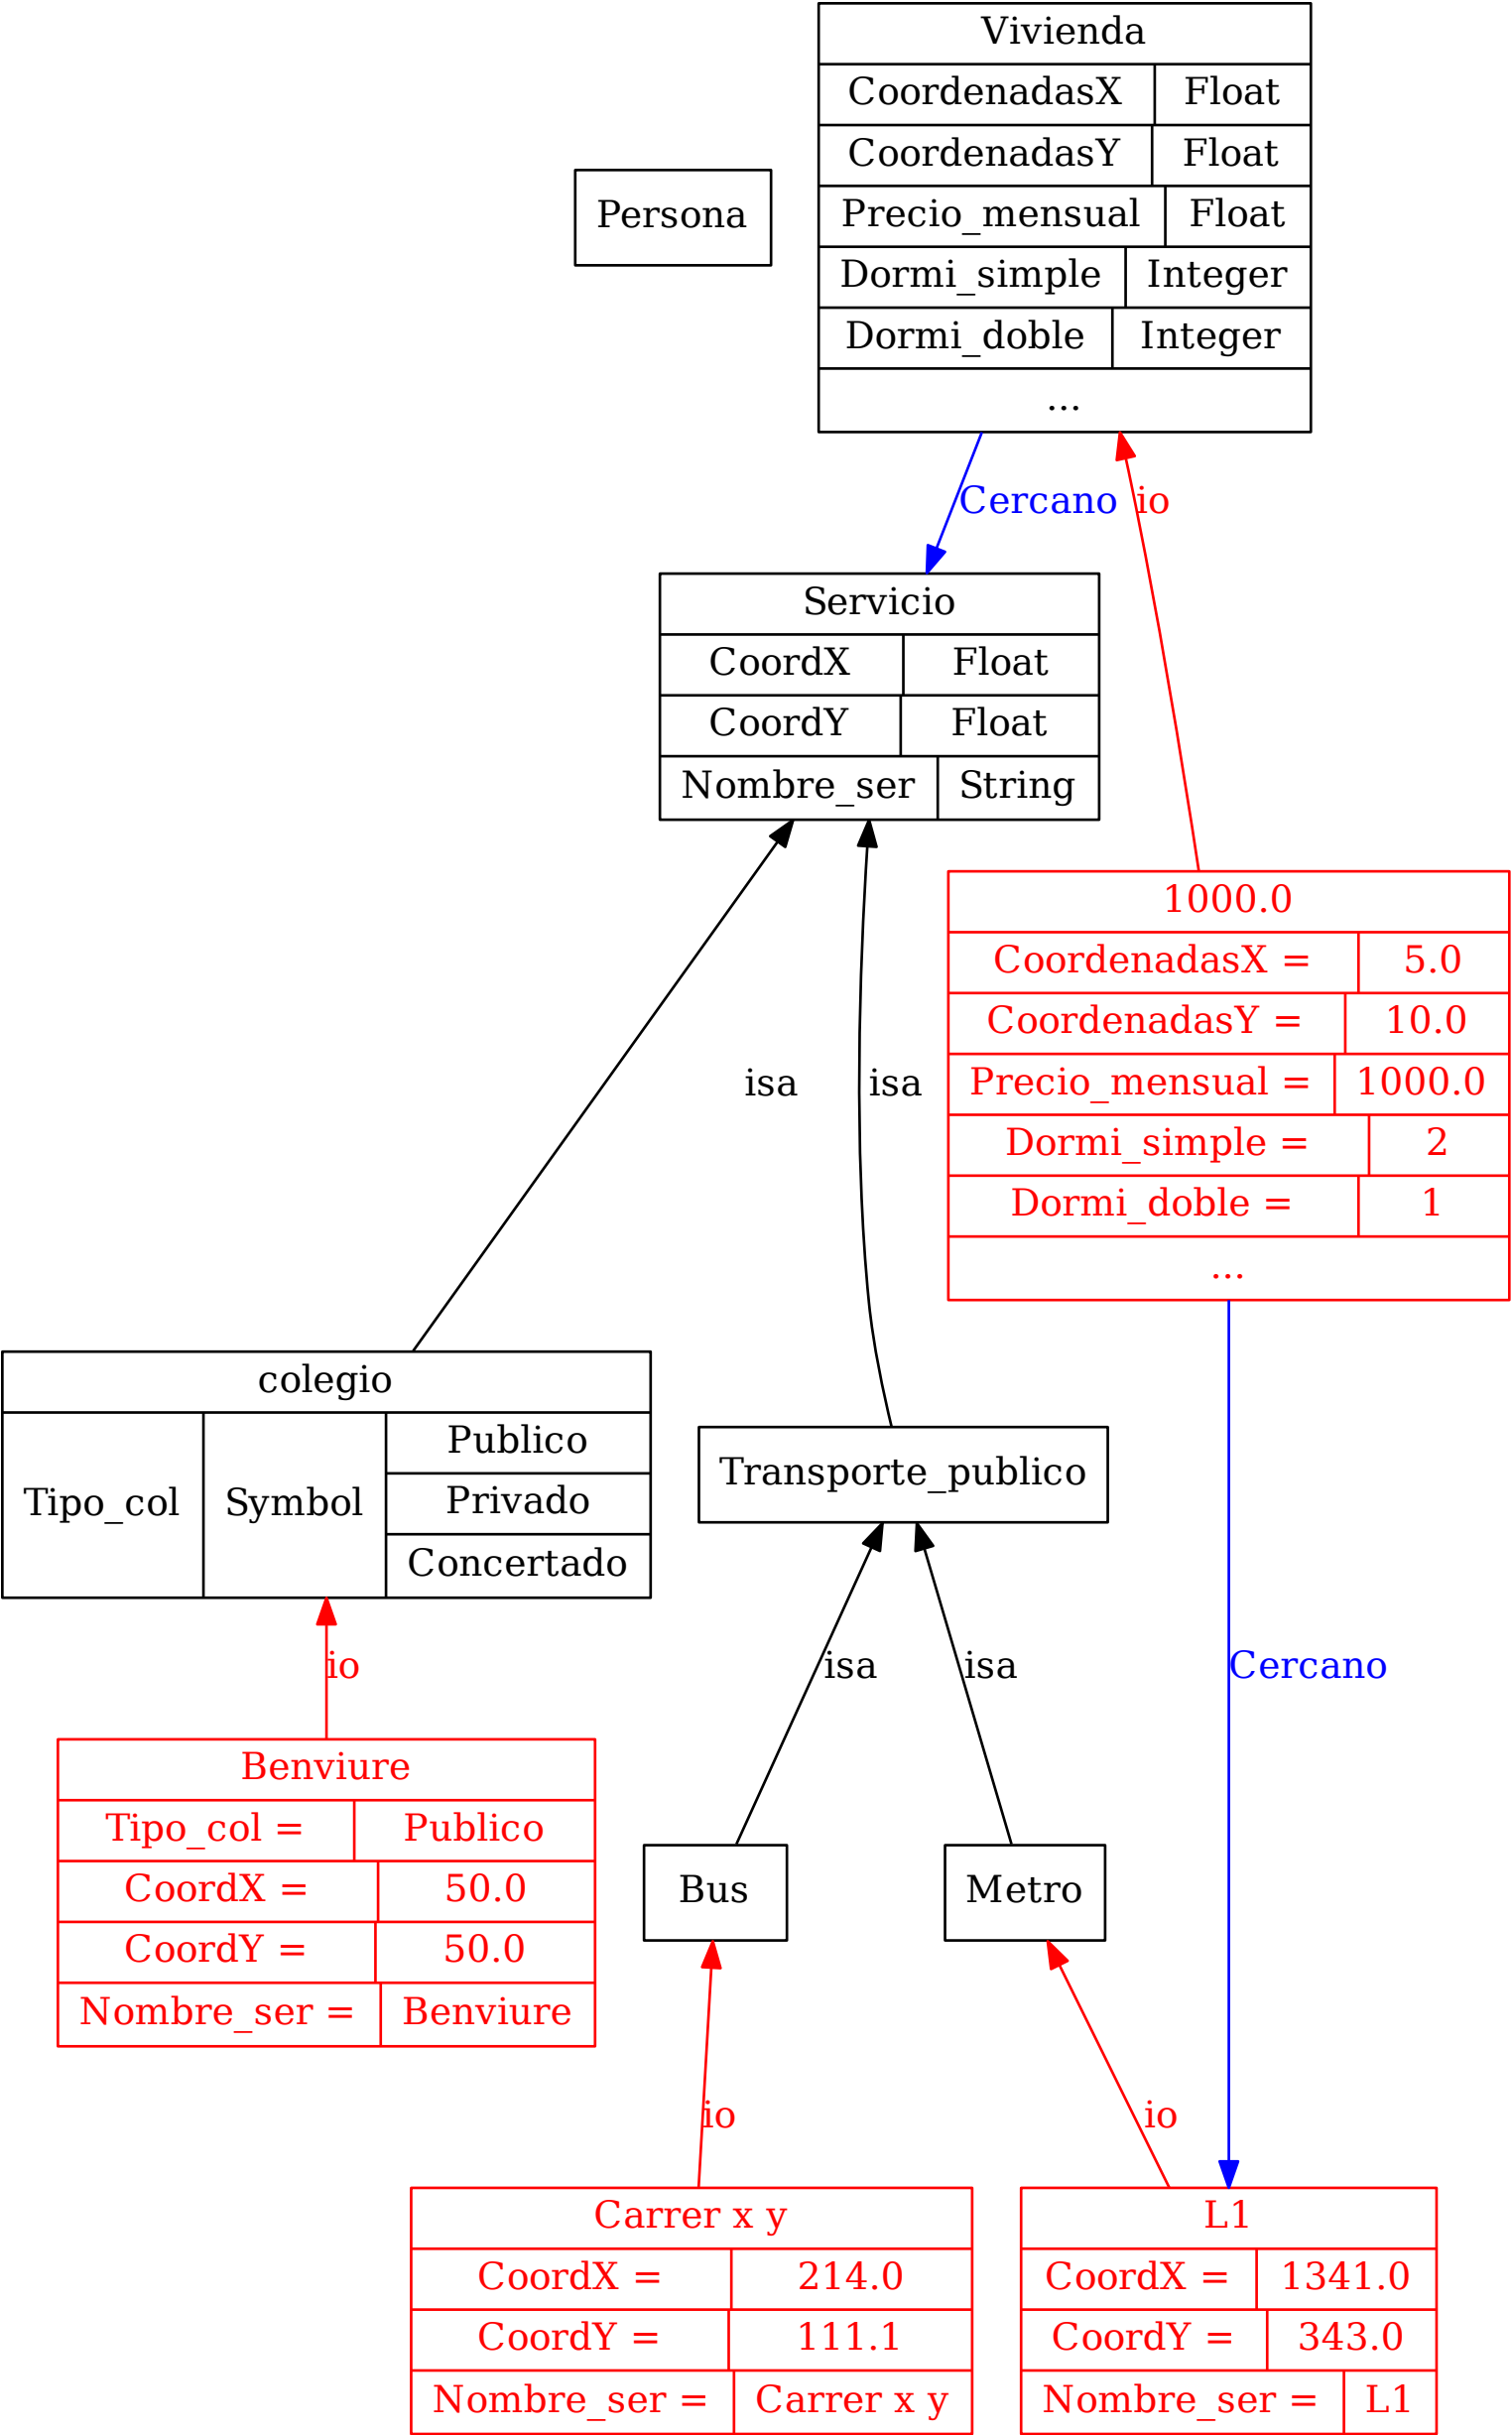 Vivienda
CoordenadasX Float
CoordenadasY Float
Persona
Precio_mensual Float
Dormi_simple Integer
Dormi_doble Integer
...
Cercano io
Servicio
CoordX Float
CoordY Float
Nombre_ser String
1000.0
CoordenadasX = 5.0
CoordenadasY = 10.0
isa isa
Precio_mensual = 1000.0
Dormi_simple = 2
Dormi_doble = 1
...
colegio
Tipo_col Symbol
Publico
Privado
Concertado
Transporte_publico
io
isa
isa
Cercano
Benviure
Tipo_col = Publico
CoordX = 50.0
CoordY = 50.0
Nombre_ser = Benviure
Bus
Metro
io
io
Carrer x y
CoordX = 214.0
CoordY = 111.1
Nombre_ser = Carrer x y
L1
CoordX = 1341.0
CoordY = 343.0
Nombre_ser = L1